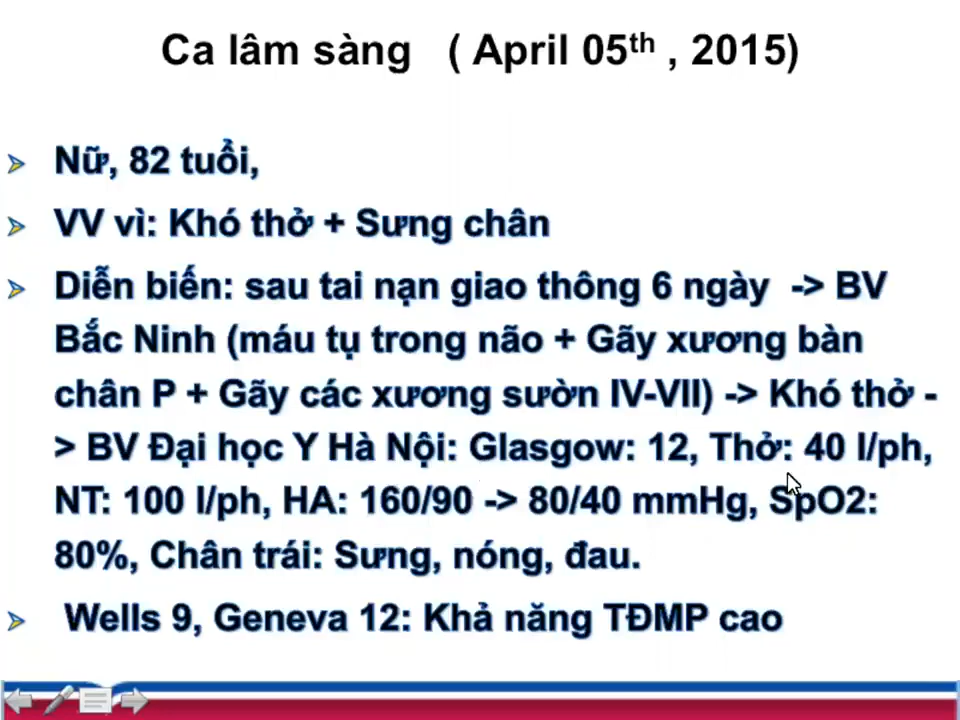 Ca lâm sàng ( April 05th , 2015)
Nữ, 82 tuổi,
VV vì: Khó thở + Sưng chân
Diễn biến: sau tai nạn giao thông 6 ngày -> BV
Bắc Ninh (máu tụ trong não + Gãy xương bàn
chân P + Gãy các xương sườn IV-VII) -> Khó thở -
> BV Đại học Y Hà Nội: Glasgow: 12, Thở: 40 l/ph,
NT: 100 l/ph, HA: 160/90 -> 80/40 mmHg, SpO2:
80%, Chân trái: Sưng, nóng, đau.
Wells 9, Geneva 12: Khả năng TĐMP cao